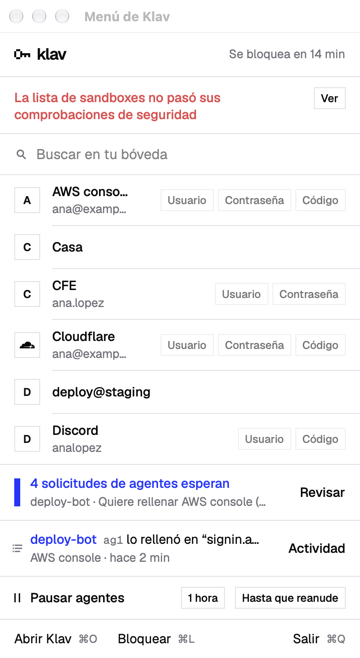 Menú de Klav
klav Se bloquea en 14 min
La lista de sandboxes no pasó sus Ver
comprobaciones de seguridad
Buscar en tu bóveda
A AWS conso... Usuario Contraseña Código
ana@examp...
C Casa
C CFE Usuario Contraseña
ana.lopez
Cloudflare Usuario Contraseña Código
ana@examp...
D deploy@staging
D Discord Usuario Código
analopez
4 solicitudes de agentes esperan Revisar
deploy-bot · Quiere rellenar AWS console (...
deploy-bot ag1 lo rellenó en “signin.a... Actividad
AWS console · hace 2 min
Pausar agentes 1 hora Hasta que reanude
Abrir Klav ⌘O Bloquear ⌘L Salir ⌘Q